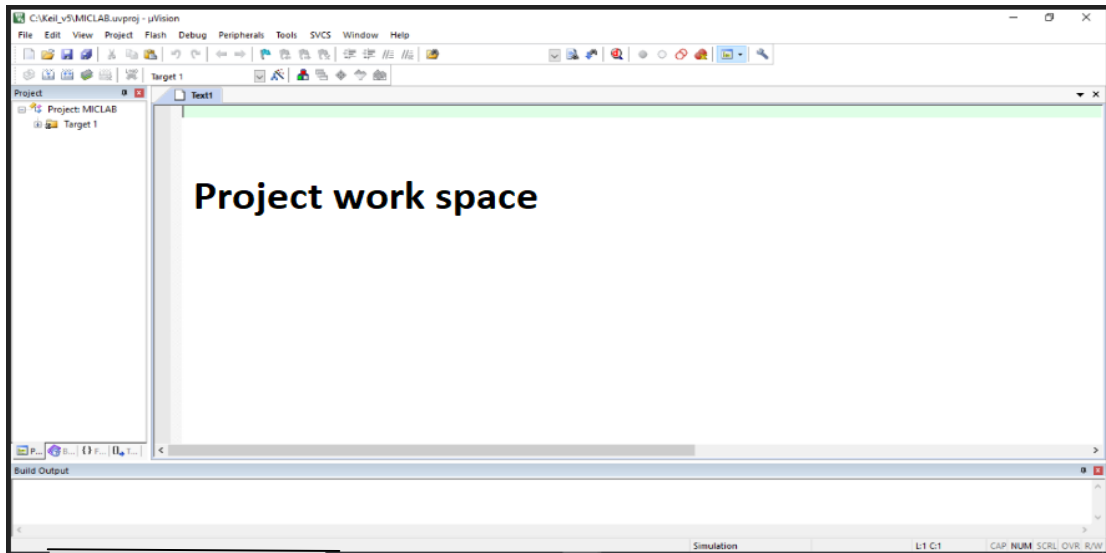 C:\Keil_v5\MICLAB.uvproj - µVision
File Edit View Project Flash Debug Peripherals Tools SVCS Window Help
Target 1
Project
Text1
Project: MICLAB
Target 1
Project work space
P... B... {} F... T...
Build Output
Simulation L:1 C:1 CAP NUM SCRL OVR R/W